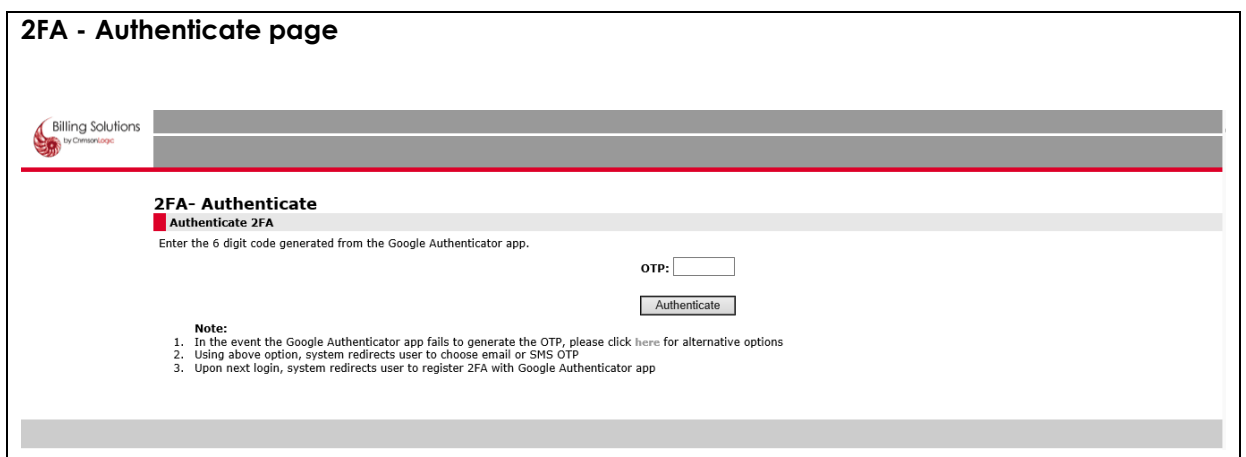 2FA - Authenticate page
Billing Solutions
by CrimsonLogic
2FA- Authenticate
Authenticate 2FA
Enter the 6 digit code generated from the Google Authenticator app.
OTP:
Authenticate
Note:
1. In the event the Google Authenticator app fails to generate the OTP, please click here for alternative options
2. Using above option, system redirects user to choose email or SMS OTP
3. Upon next login, system redirects user to register 2FA with Google Authenticator app